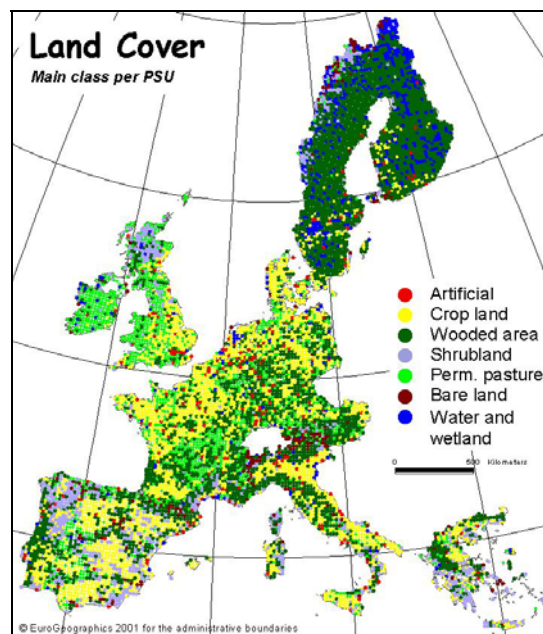 Land Cover
Main class per PSU
Artificial
Crop land
Wooded area
Shrubland
Perm. pasture
Bare land
Water and
wetland
0 500 Kilometers
© EuroGeographics 2001 for the administrative boundaries